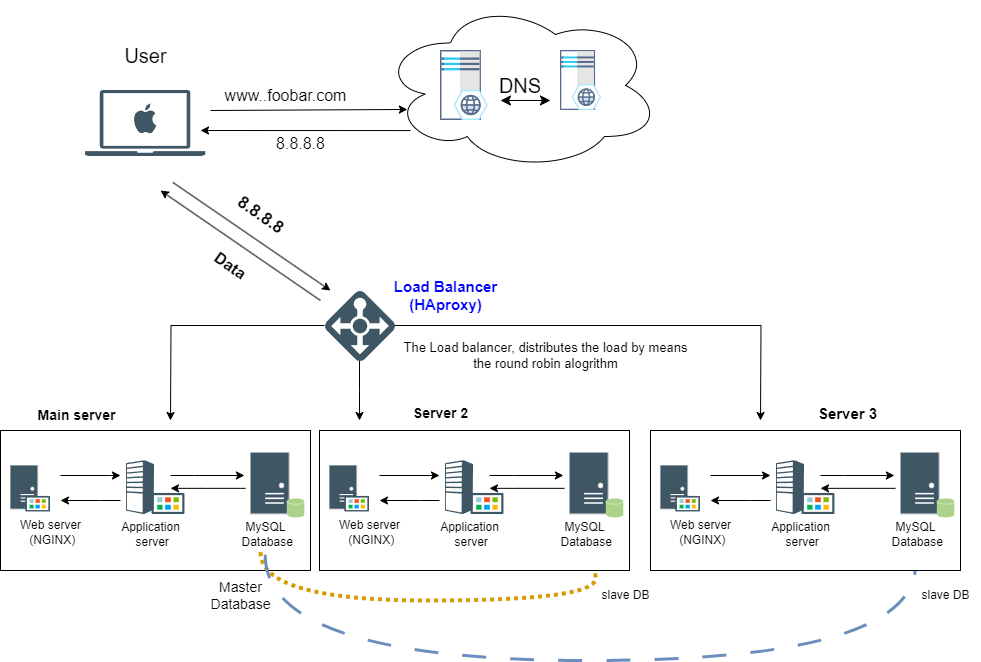 User
DNS
www..foobar.com
8.8.8.8
8.8.8.8
Data
Load Balancer
(HAproxy)
The Load balancer, distributes the load by means
the round robin alogrithm
Main server
Server 2
Server 3
Web server
(NGINX)
Application
server
MySQL
Database
Web server
(NGINX)
Application
server
MySQL
Database
Web server
(NGINX)
Application
server
MySQL
Database
Master
Database
slave DB
slave DB